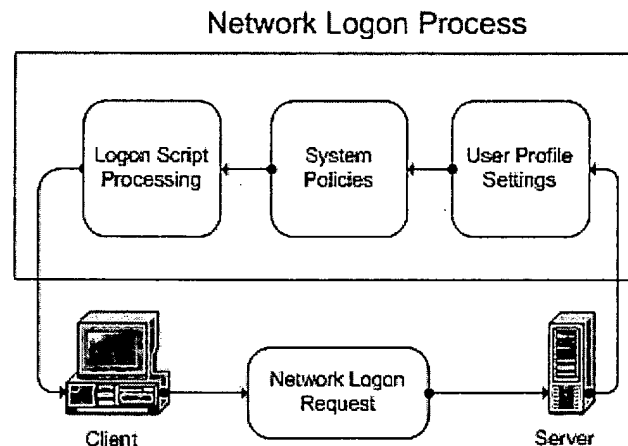 Network Logon Process
Logon Script
Processing
System
Policies
User Profile
Settings
Network Logon
Request
Client
Server